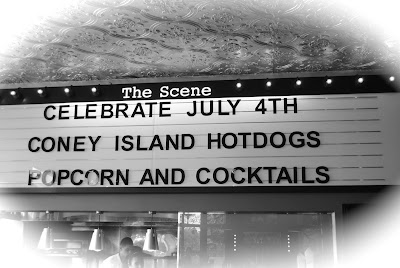 The Scene
CELEBRATE JULY 4TH
CONEY ISLAND HOTDOGS
POPCORN AND COCKTAILS